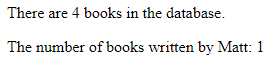 There are 4 books in the database.
The number of books written by Matt: 1